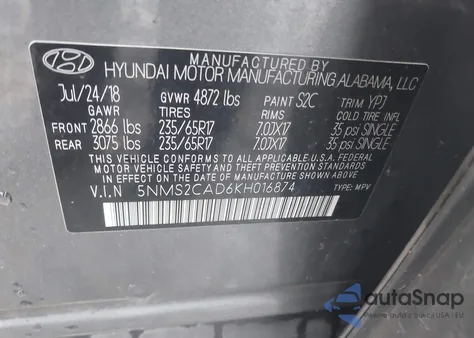 MANUFACTURED BY
HYUNDAI MOTOR MANUFACTURING ALABAMA, LLC
Jul/24/18 GVWR 4872 lbs PAINT S2C TRIM YPJ
GAWR TIRES RIMS COLD TIRE INFL
FRONT 2866 lbs 235/65R17 7.0JX17 35 psi SINGLE
REAR 3075 lbs 235/65R17 7.0JX17 35 psi SINGLE
THIS VEHICLE CONFORMS TO ALL APPLICABLE U.S.A. FEDERAL MOTOR
VEHICLE SAFETY AND THEFT PREVENTION STANDARDS IN EFFECT ON THE DATE
OF MANUFACTURE SHOWN ABOVE.
V.I.N 5NMS2CAD6KH016874 TYPE: MPV
autoSnap